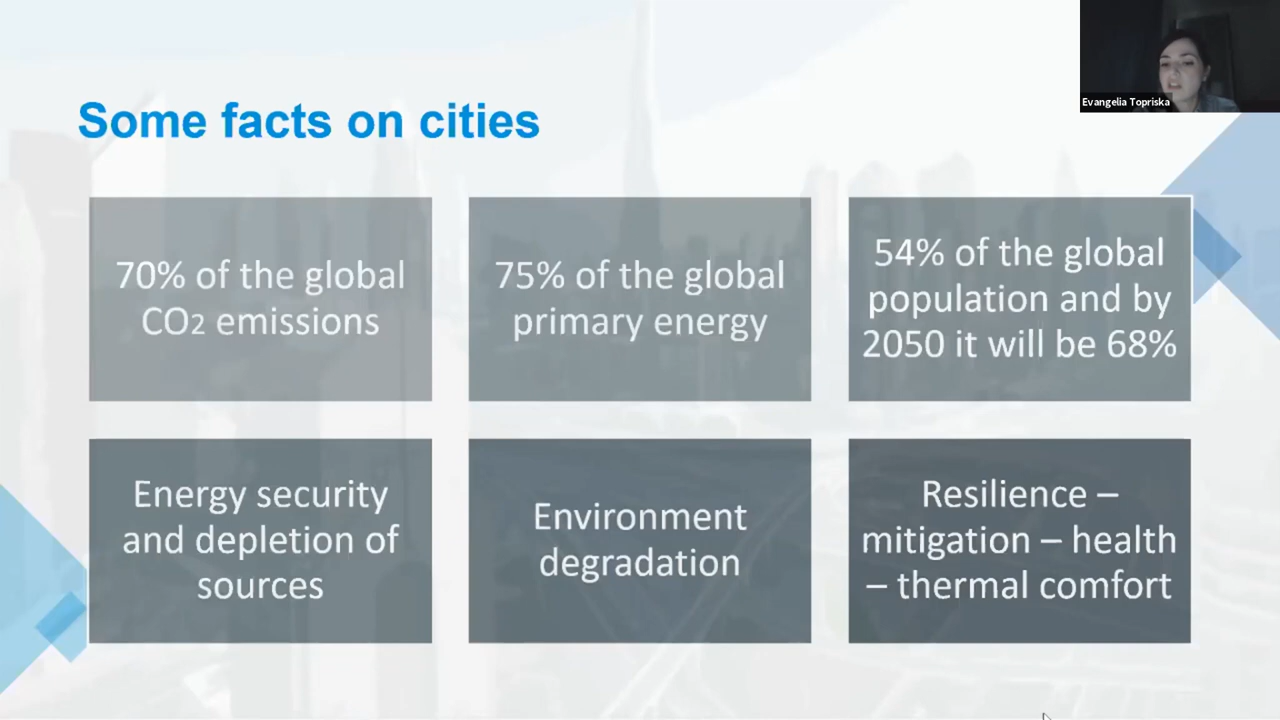 Evangelia Topriska
Some facts on cities
70% of the global
CO2 emissions
75% of the global
primary energy
54% of the global
population and by
2050 it will be 68%
Energy security
and depletion of
sources
Environment
degradation
Resilience –
mitigation – health
– thermal comfort